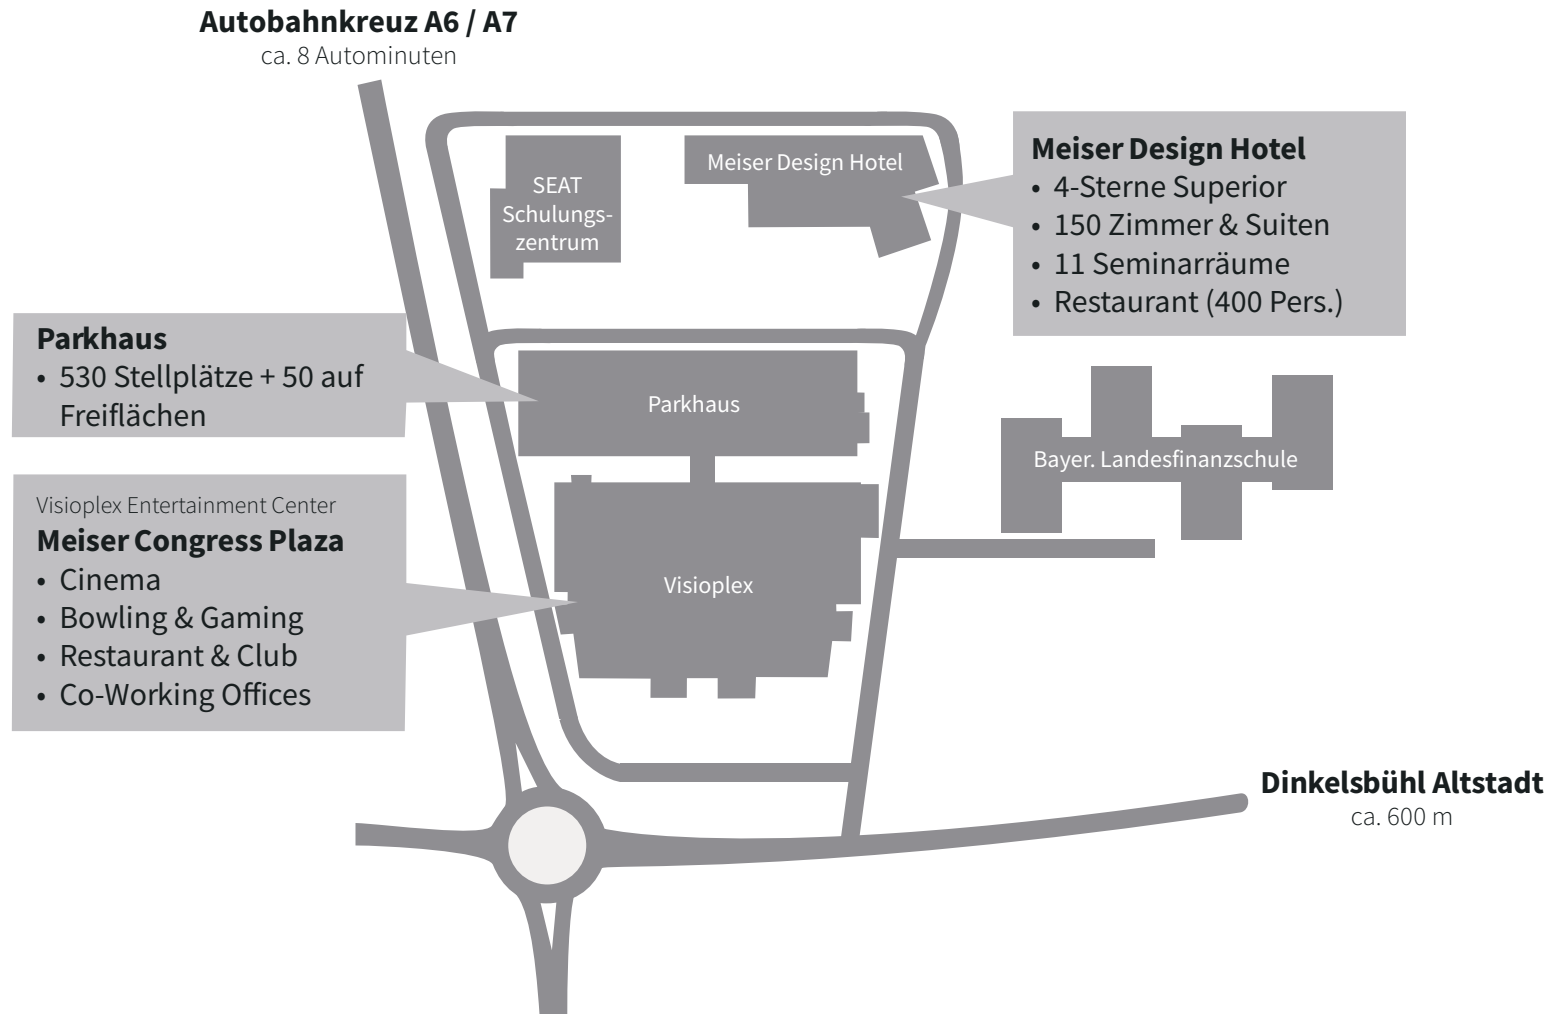 Autobahnkreuz A6 / A7
ca. 8 Autominuten
SEAT
Schulungs-
zentrum
Meiser Design Hotel
Meiser Design Hotel
• 4-Sterne Superior
• 150 Zimmer & Suiten
• 11 Seminarräume
• Restaurant (400 Pers.)
Parkhaus
• 530 Stellplätze + 50 auf
Freiflächen
Parkhaus
Bayer. Landesfinanzschule
Visioplex Entertainment Center
Meiser Congress Plaza
• Cinema
• Bowling & Gaming
• Restaurant & Club
• Co-Working Offices
Visioplex
Dinkelsbühl Altstadt
ca. 600 m